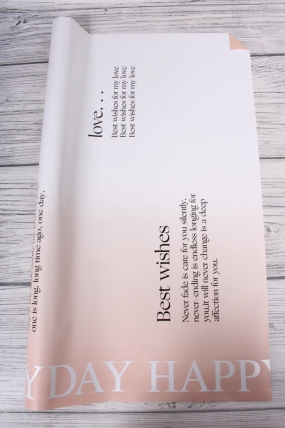 love...
Best wishes for my love
Best wishes for my love
Best wishes for my love
Best wishes
Never fade is care for you silently,
never ending is endless longing for
you,it will never change is a deep
affection for you.
one is long, long time ago, one day,
YDAY HAPPY